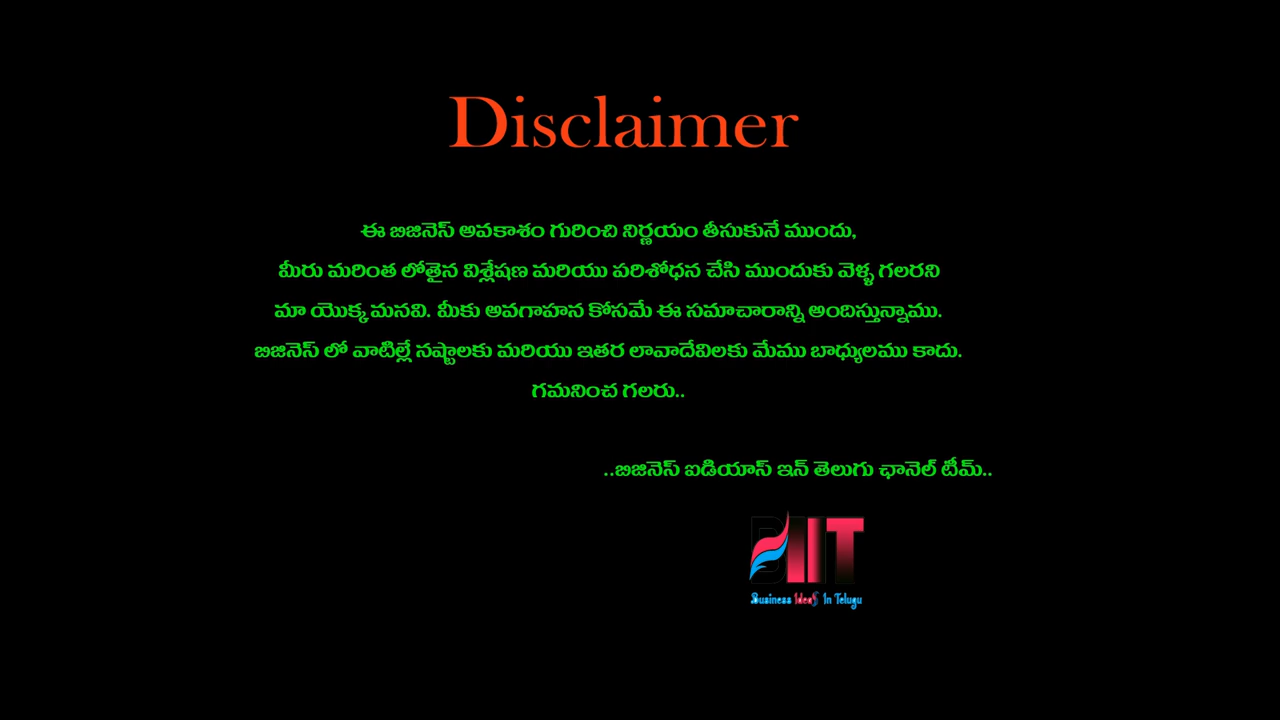 Disclaimer
ఈ బిజినెస్ అవకాశం గురించి నిర్ణయం తీసుకునే ముందు,
మీరు మరింత లోతైన విశ్లేషణ మరియు పరిశోధన చేసి ముందుకు వెళ్ళ గలరని
మా యొక్క మనవి. మీకు అవగాహన కోసమే ఈ సమాచారాన్ని అందిస్తున్నాము.
బిజినెస్ లో వాటిల్లే నష్టాలకు మరియు ఇతర లావాదేవిలకు మేము బాధ్యులము కాదు.
గమనించ గలరు..
..బిజినెస్ ఐడియాస్ ఇన్ తెలుగు ఛానెల్ టీమ్..
BIIT
Business Ideas In Telugu